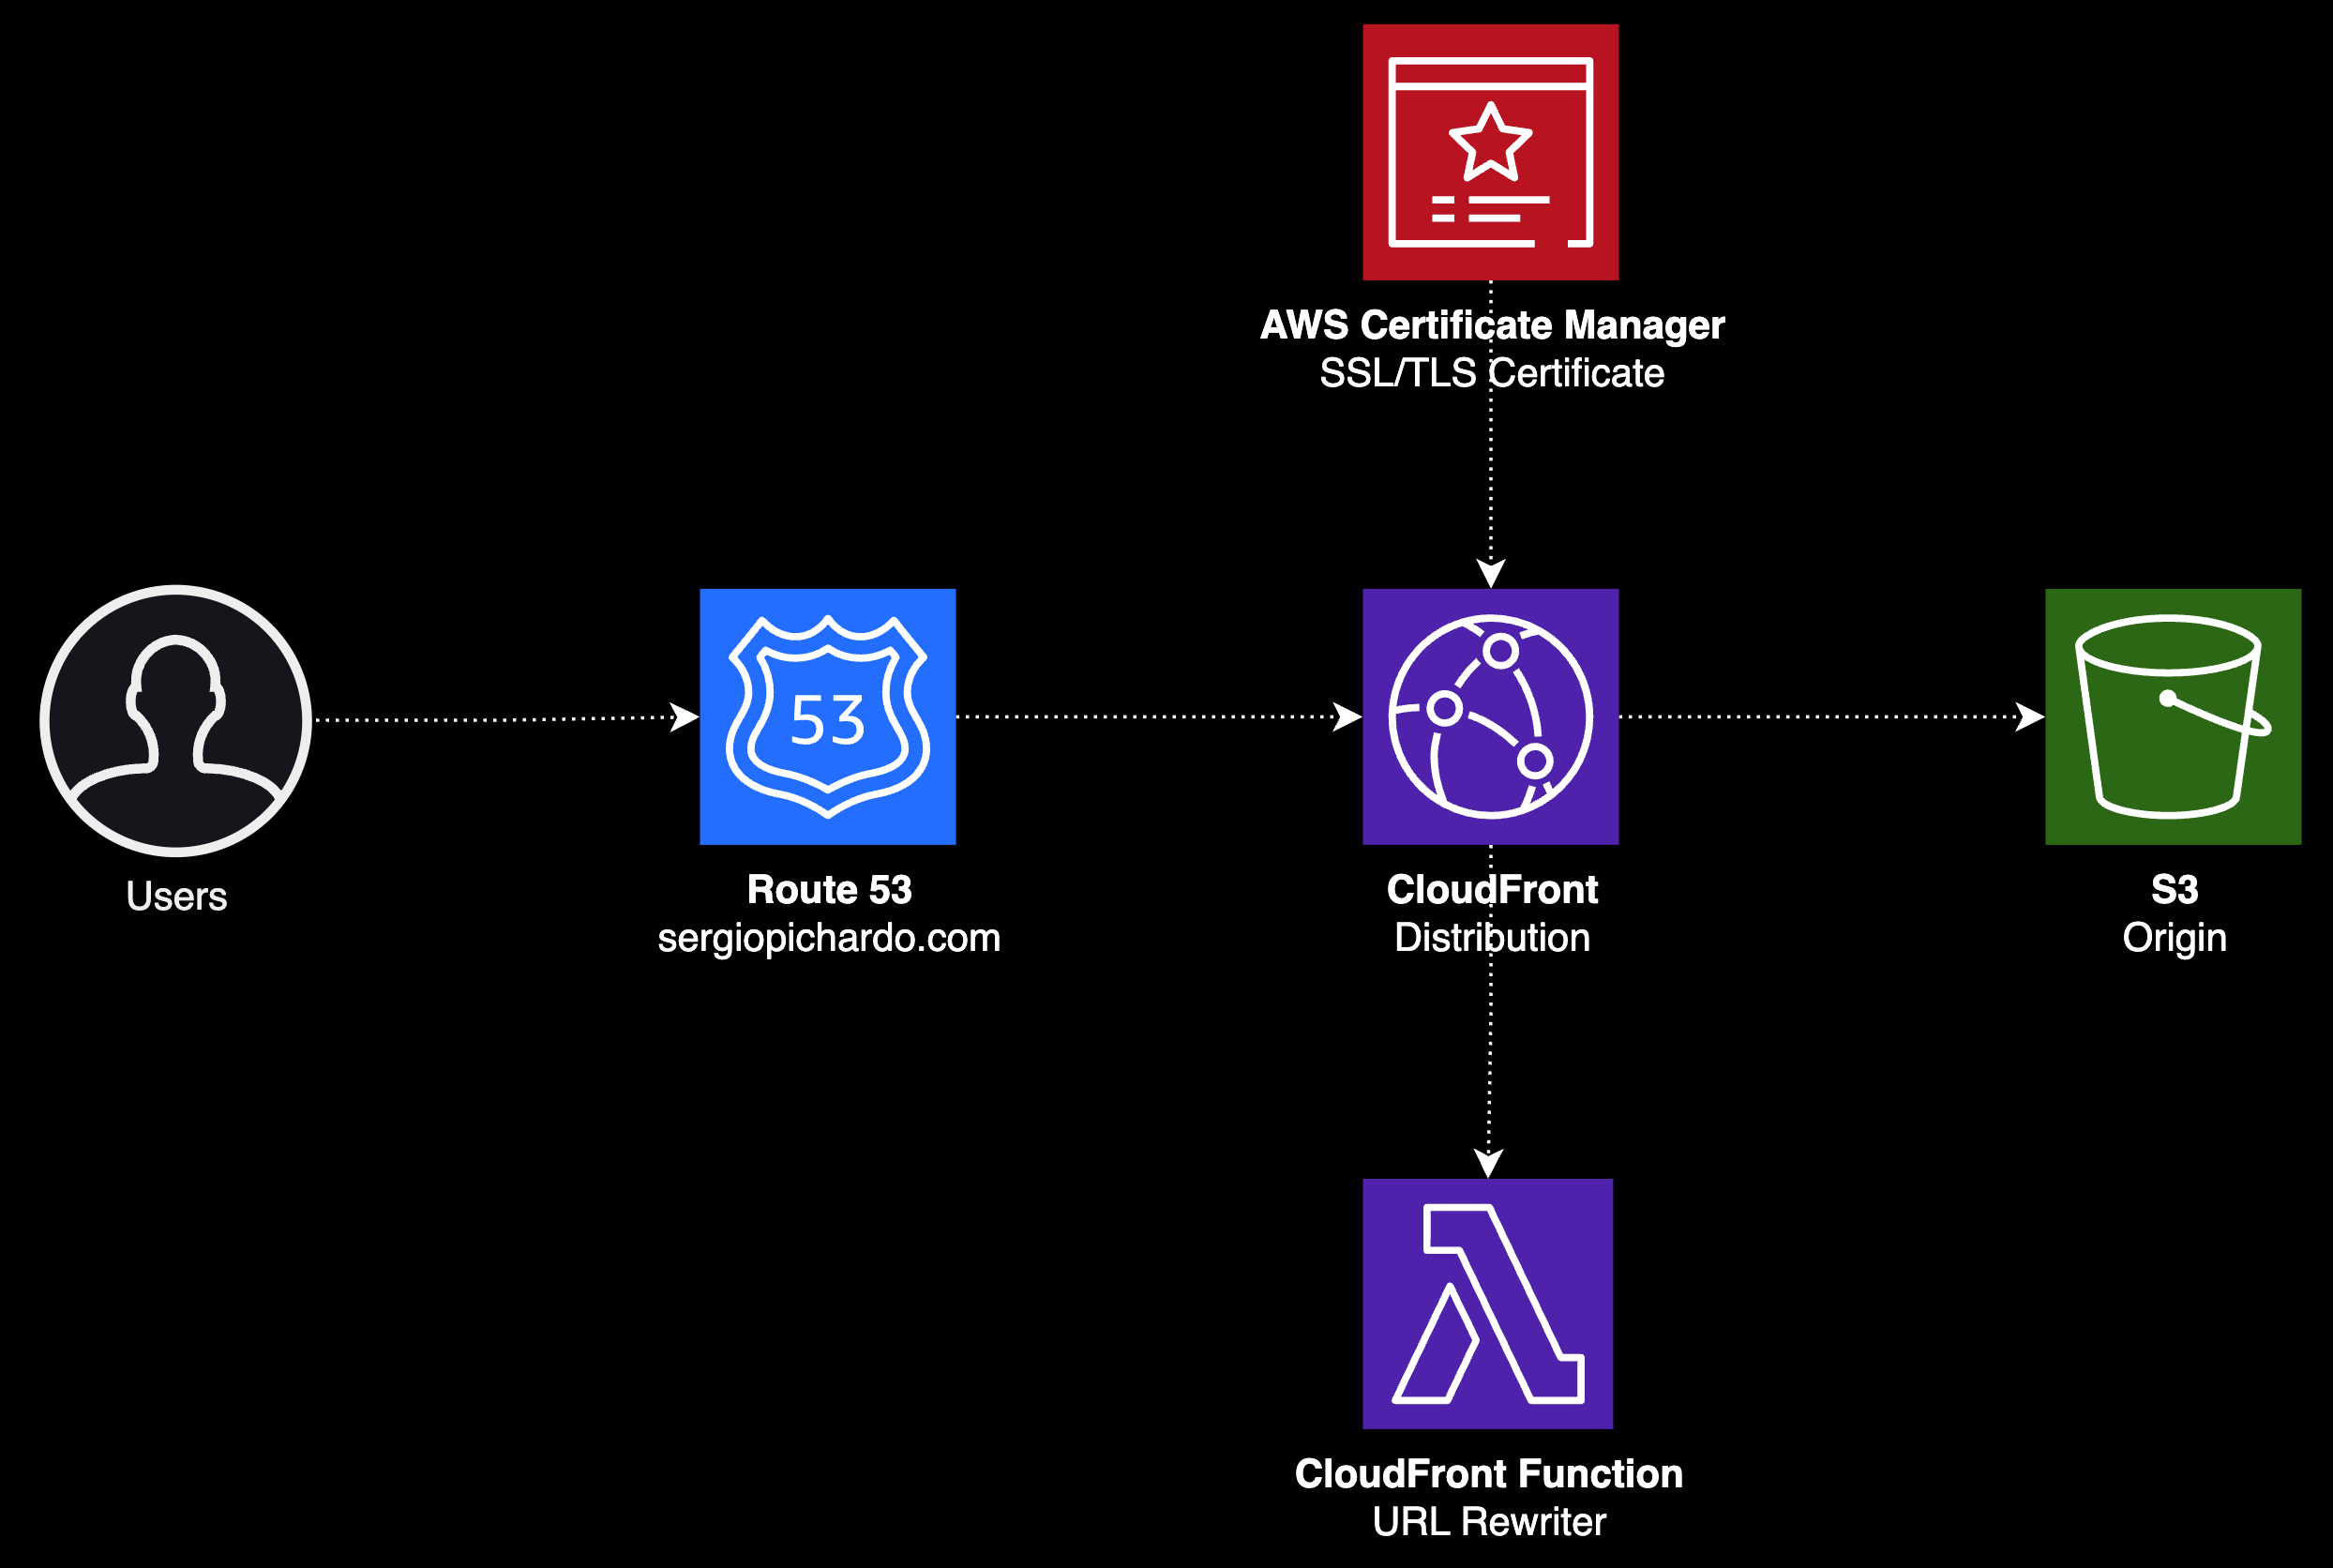 AWS Certificate Manager
SSL/TLS Certificate
Users
53
Route 53
sergiopichardo.com
CloudFront
Distribution
S3
Origin
CloudFront Function
URL Rewriter